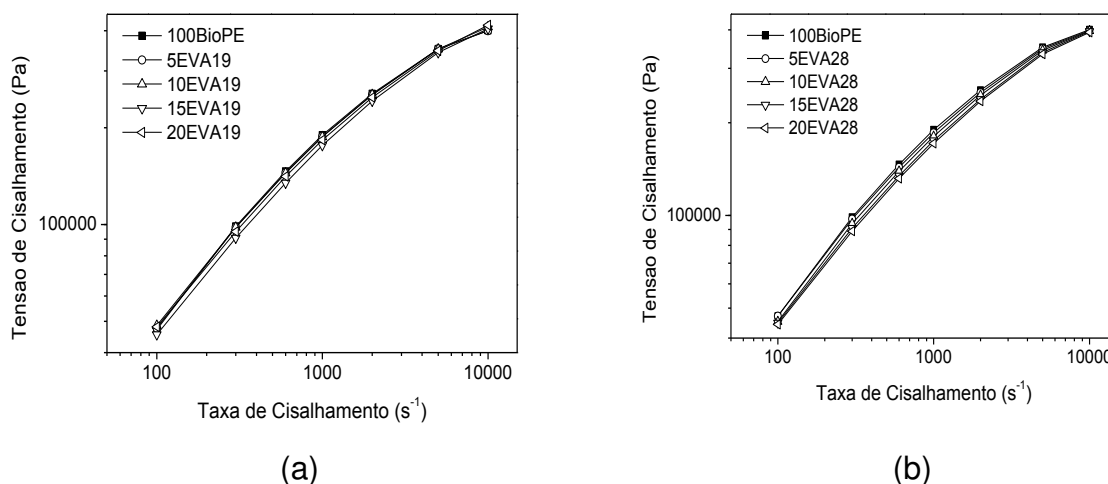 Tensao de Cisalhamento (Pa)
100000
100BioPE
5EVA19
10EVA19
15EVA19
20EVA19
100
1000
10000
Taxa de Cisalhamento (s⁻¹)
(a)
Tensao de Cisalhamento (Pa)
100000
100BioPE
5EVA28
10EVA28
15EVA28
20EVA28
100
1000
10000
Taxa de Cisalhamento (s⁻¹)
(b)